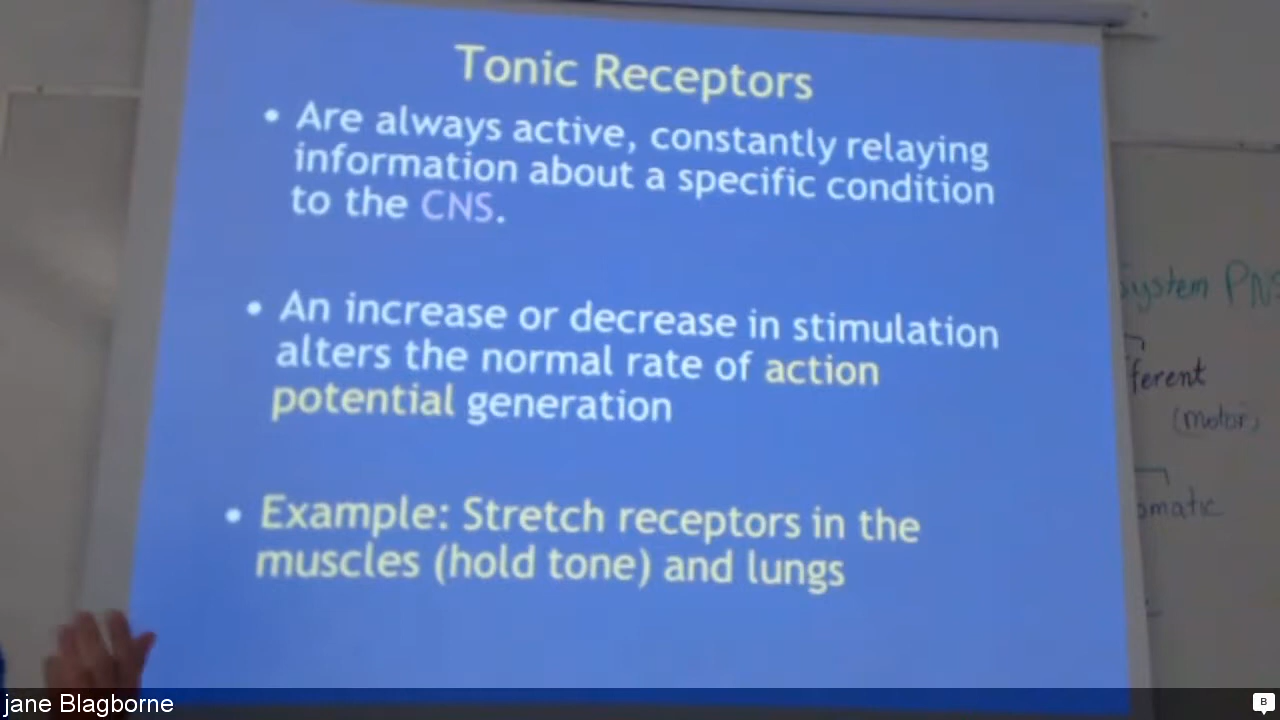 Tonic Receptors
• Are always active, constantly relaying
information about a specific condition
to the CNS.
• An increase or decrease in stimulation
alters the normal rate of action
potential generation
• Example: Stretch receptors in the
muscles (hold tone) and lungs
System PNS
fferent
(motor)
omatic
jane Blagborne
B